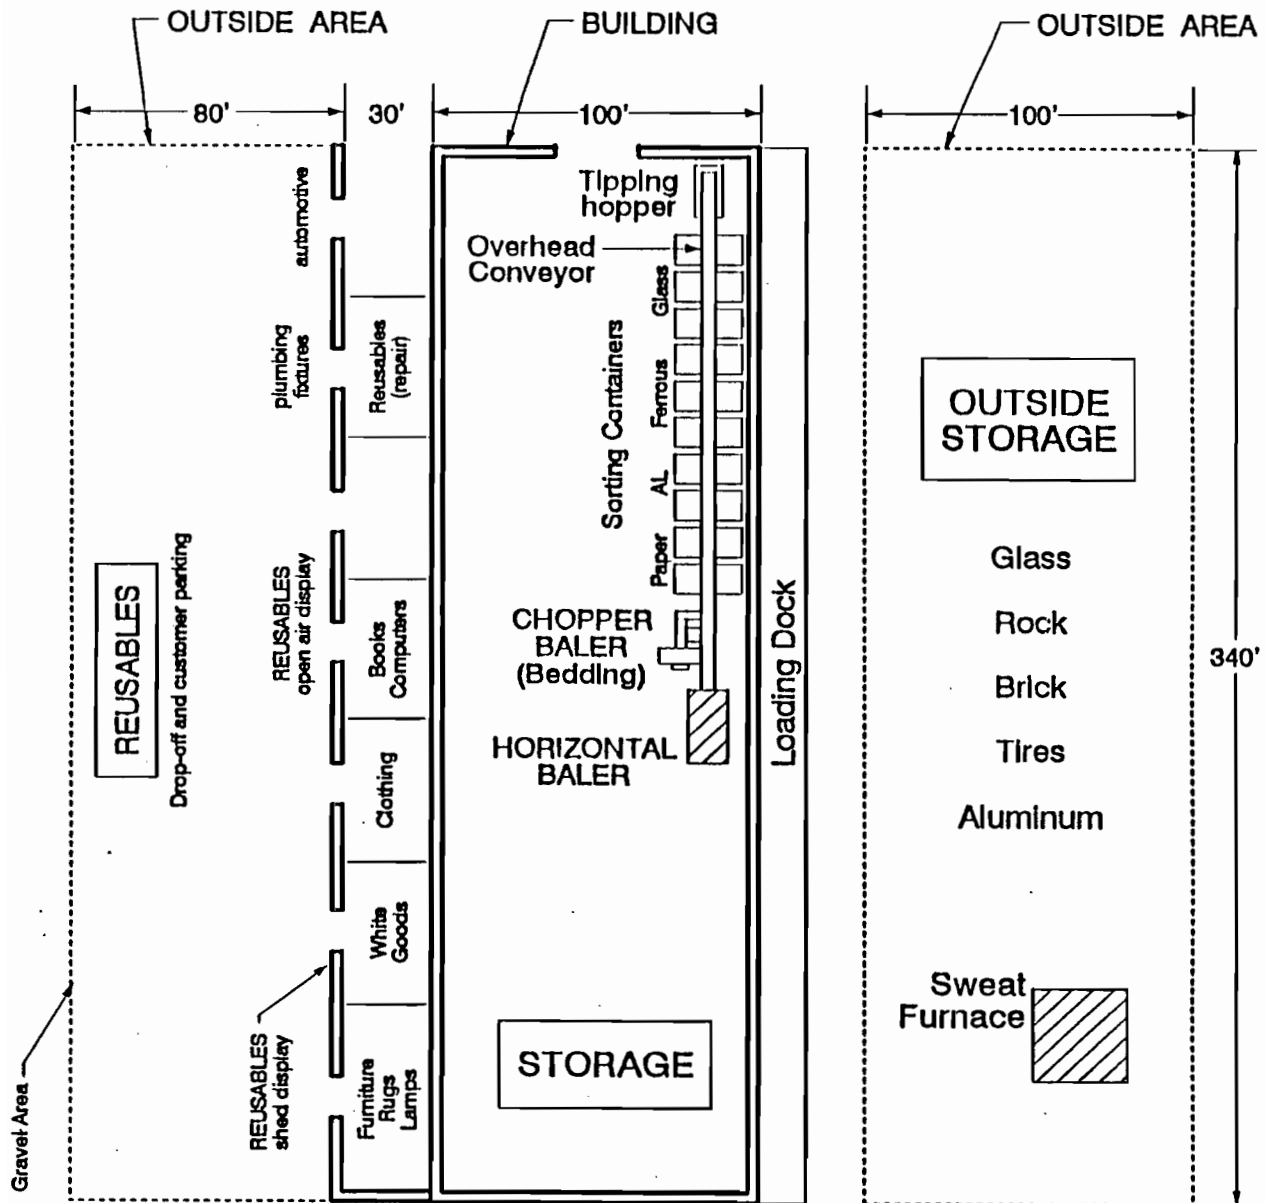 OUTSIDE AREA
BUILDING
OUTSIDE AREA
80'
30'
100'
100'
automotive
Tipping
hopper
Overhead
Conveyor
Glass
plumbing
fixtures
Reusables
(repair)
Sorting Containers
Ferrous
AL
Paper
OUTSIDE
STORAGE
REUSABLES
Drop-off and customer parking
REUSABLES
open air display
Books
Computers
CHOPPER
BALER
(Bedding)
HORIZONTAL
BALER
Loading Dock
Glass
Rock
Brick
Tires
Aluminum
340'
Clothing
White
Goods
Sweat
Furnace
STORAGE
Gravel Area
REUSABLES
shed display
Furniture
Rugs
Lamps